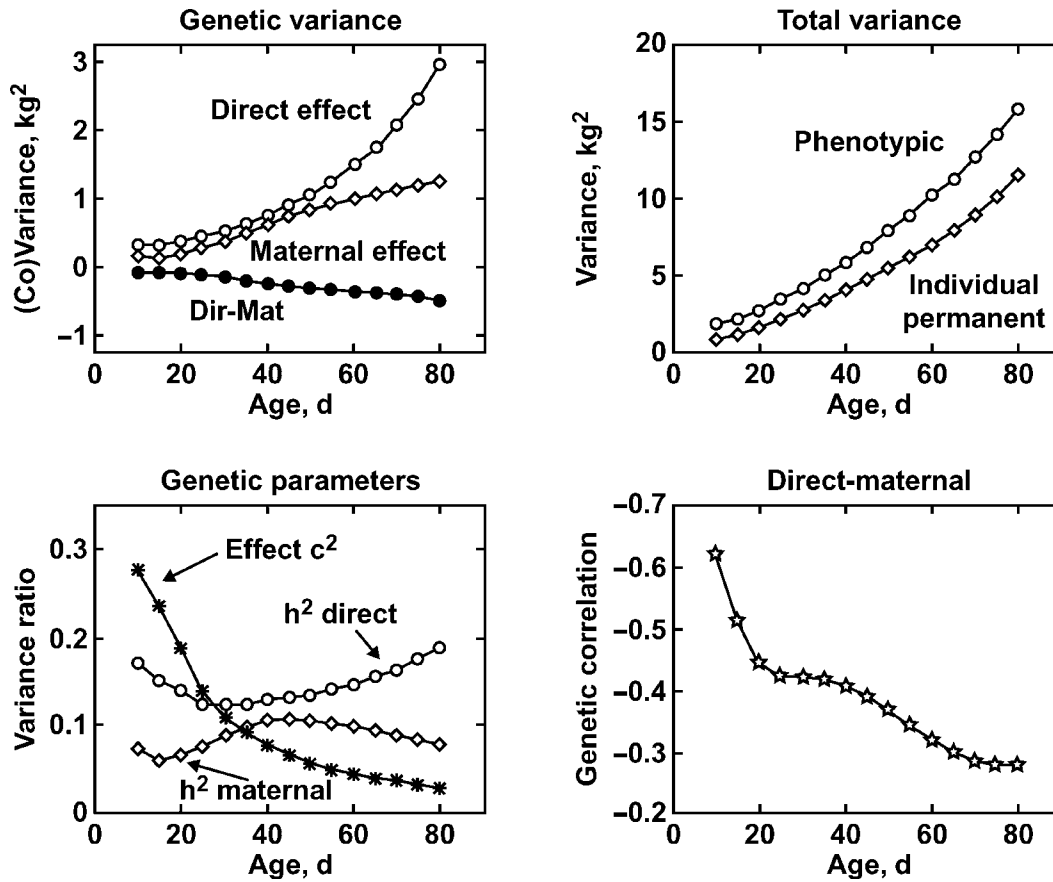 Genetic variance
(Co)Variance, kg²
3
2
1
0
−1
Direct effect
Maternal effect
Dir-Mat
0 20 40 60 80
Age, d
Total variance
Variance, kg²
20
15
10
5
0
Phenotypic
Individual
permanent
0 20 40 60 80
Age, d
Genetic parameters
Variance ratio
0.3
0.2
0.1
0
Effect c²
h² direct
h² maternal
0 20 40 60 80
Age, d
Direct-maternal
Genetic correlation
−0.7
−0.6
−0.5
−0.4
−0.3
−0.2
0 20 40 60 80
Age, d